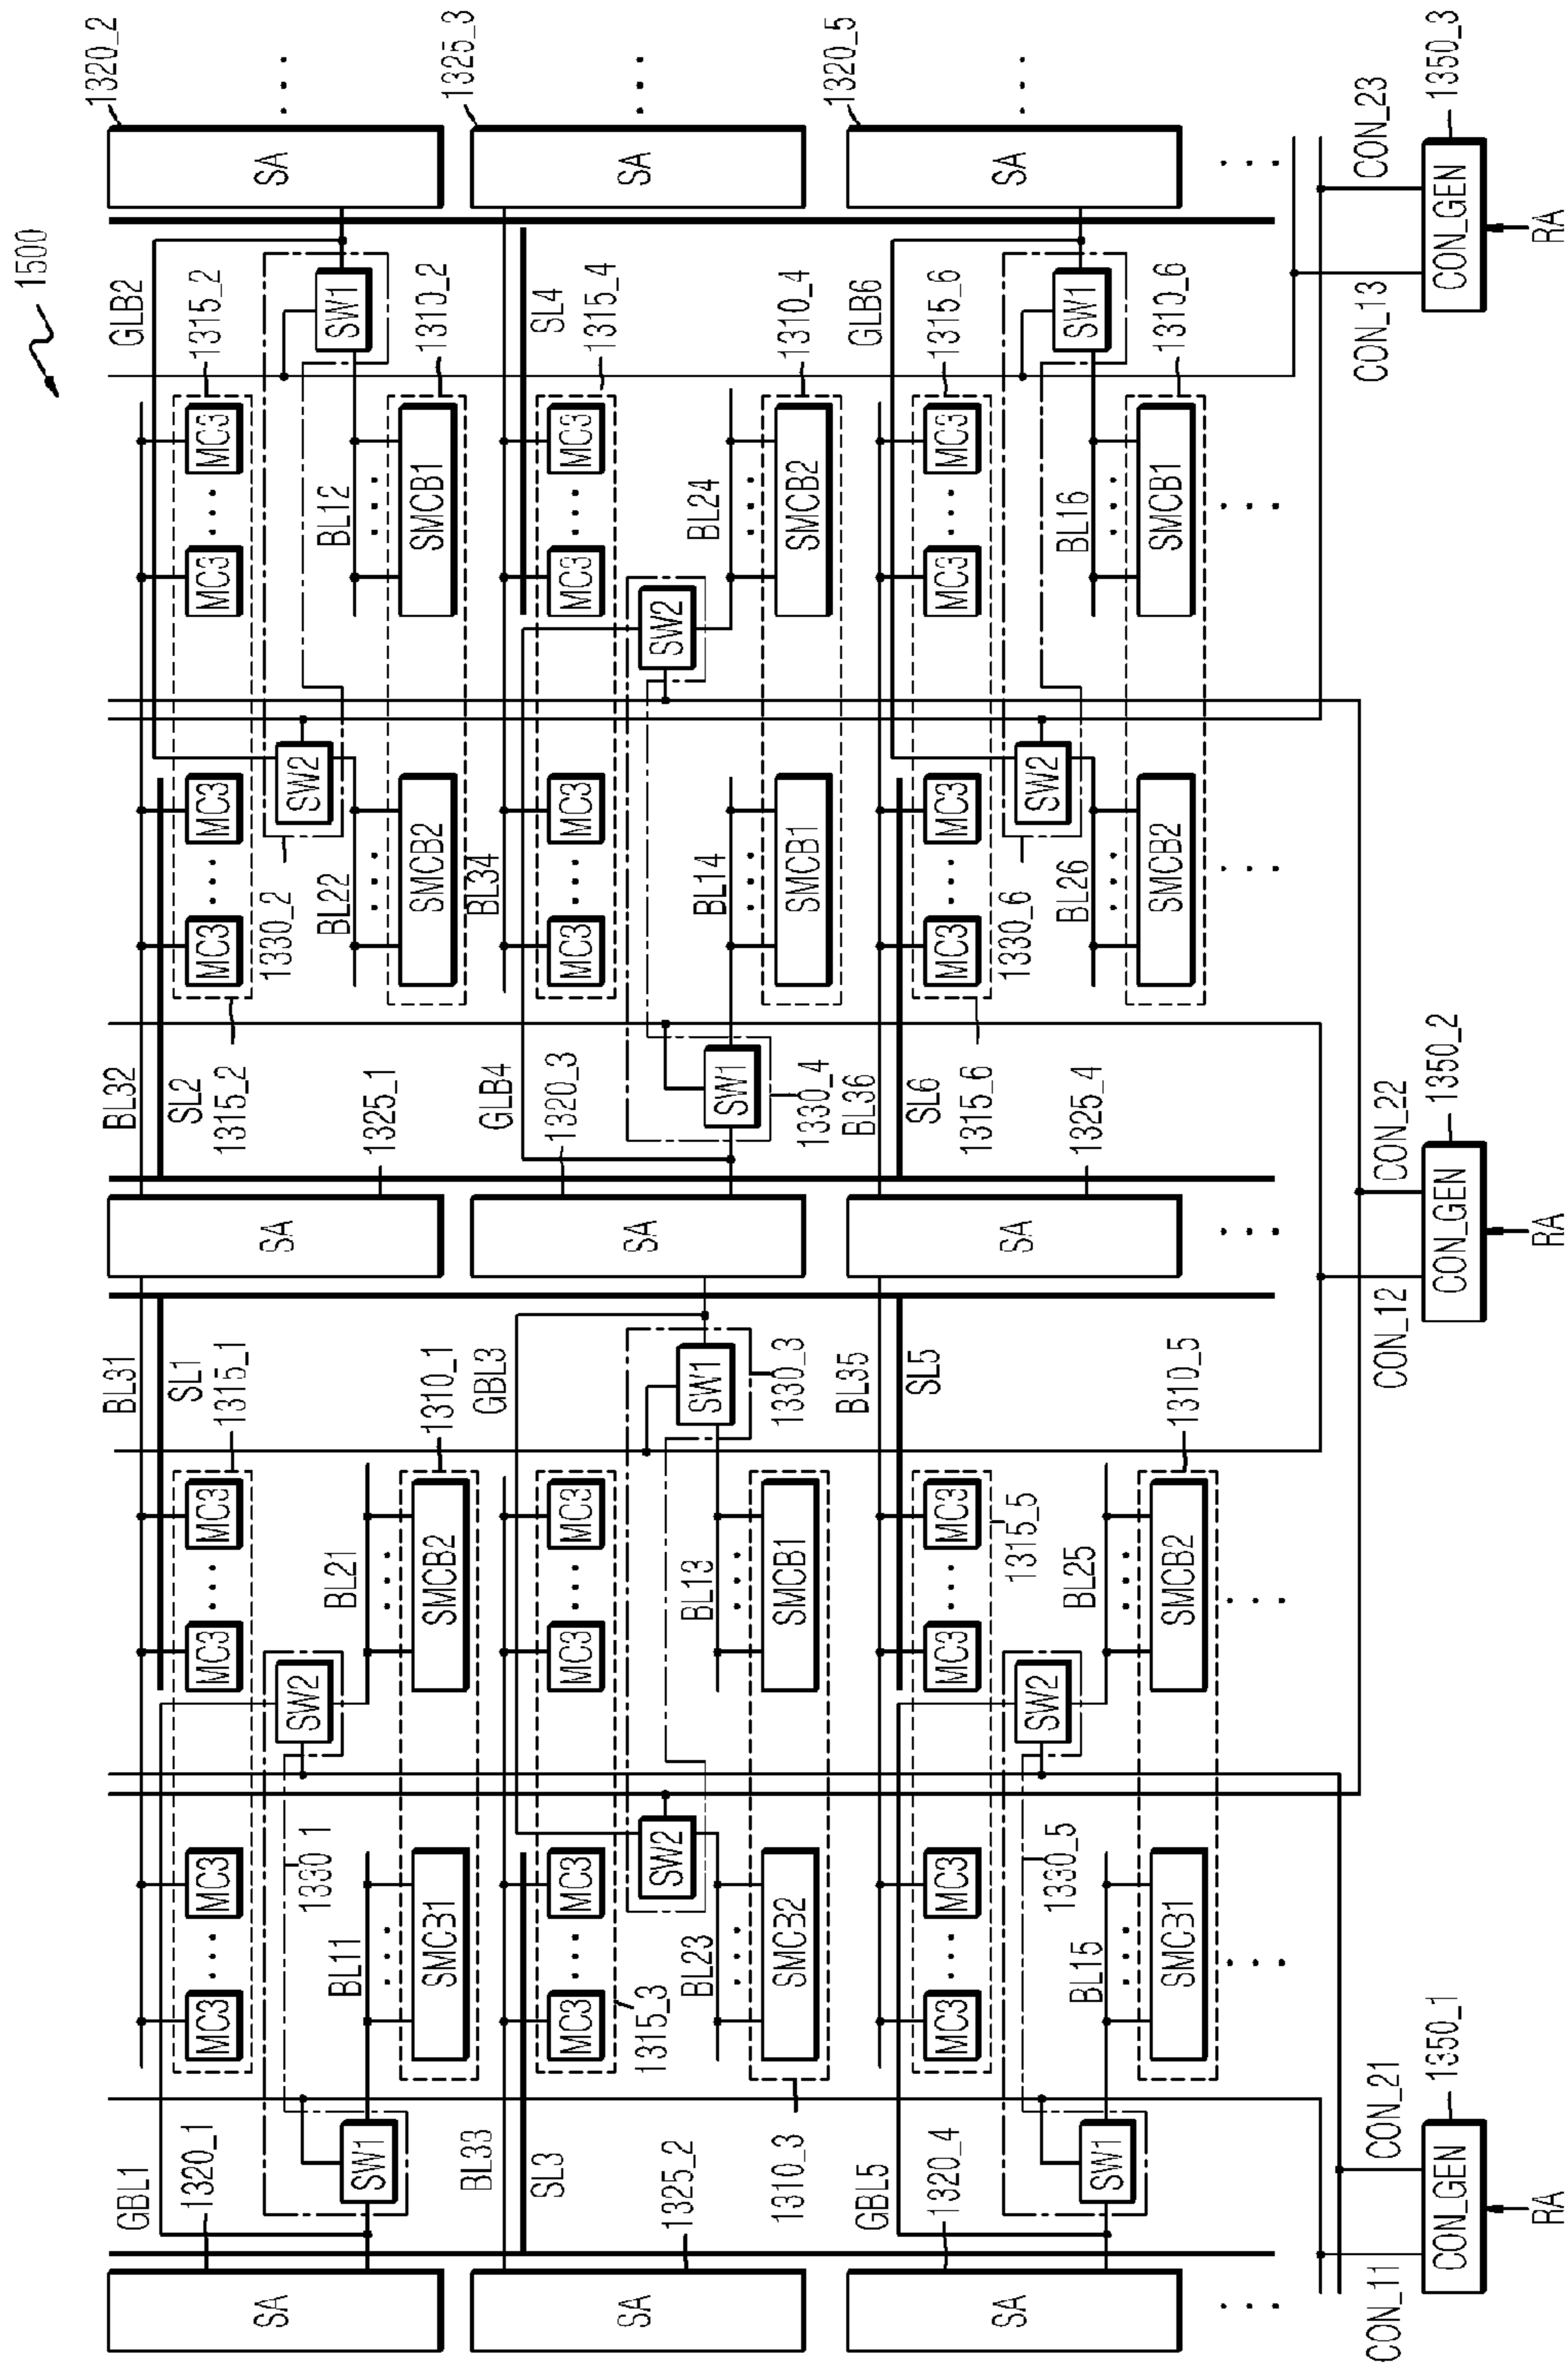 1500
GBL1 BL31 BL32 GLB2 1320_2
1320_1 SL1 SL2 1315_2
1315_1 1315_2
MC3 ... MC3 MC3 ... MC3 MC3 ... MC3 MC3 ... MC3
SA SW2 SA SW2 SA ...
1330_1 1330_2
SW1 BL11 BL21 1325_1 BL22 BL12 SW1
SMCB1 SMCB2 SMCB2 SMCB1
1310_1 1310_2
BL33 GBL3 GLB4 BL34 1325_3
SL3 1320_3 SL4
MC3 ... MC3 MC3 ... MC3 MC3 ... MC3 MC3 ... MC3
1315_3 1315_4
SA SW2 SA SW2 SA ...
1325_2 BL23 BL13 SW1 SW1 BL14 BL24
SMCB2 SMCB1 SMCB1 SMCB2
1310_3 1330_3 1330_4 1310_4
GBL5 BL35 BL36 GLB6 1320_5
1320_4 SL5 SL6 1315_6
MC3 ... MC3 MC3 ... MC3 MC3 ... MC3 MC3 ... MC3
1315_5 1315_6
SA SW2 SA SW2 SA ...
1330_5 1330_6
SW1 BL15 BL25 1325_4 BL26 BL16 SW1
SMCB1 SMCB2 SMCB2 SMCB1
1310_5 1310_6
... ... ... ... ... ... ...
CON_11 CON_21 CON_12 CON_22 CON_13 CON_23
CON_GEN 1350_1 CON_GEN 1350_2 CON_GEN 1350_3
RA RA RA